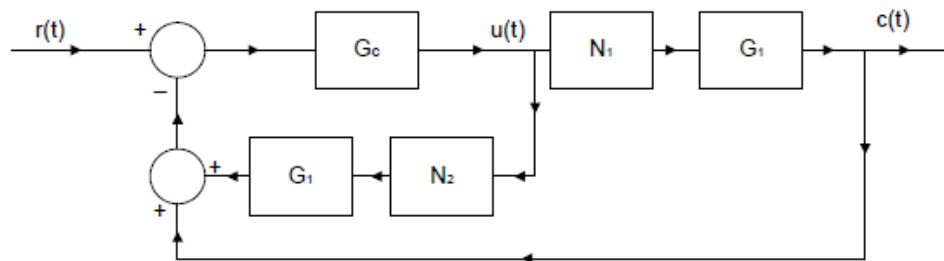 r(t)
+
−
Gc
u(t)
N₁
G₁
c(t)
+
+
G₁
N₂